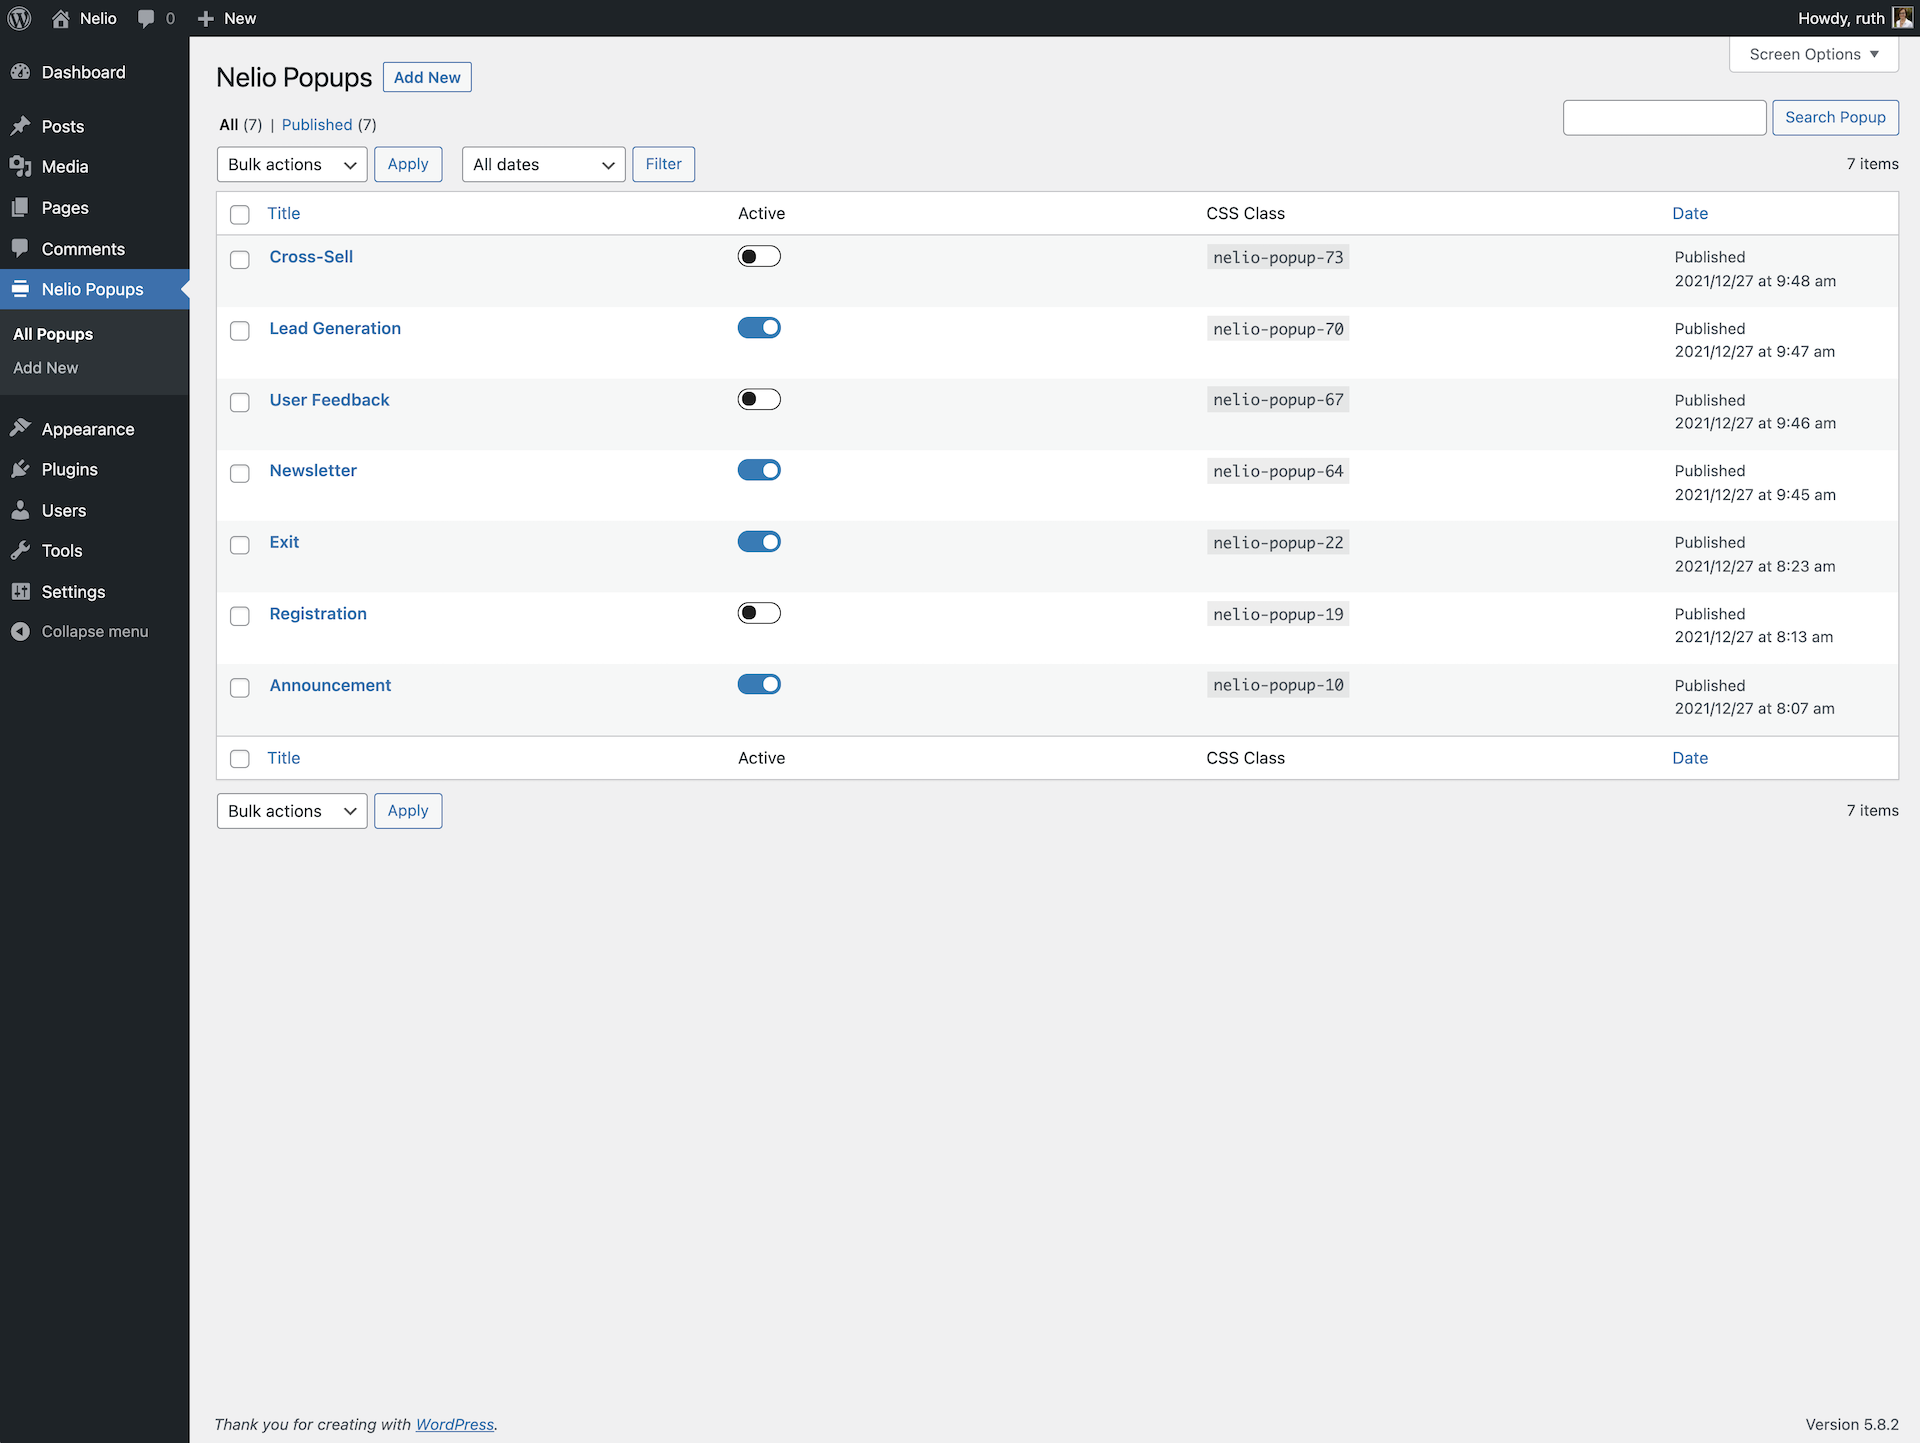 Nelio 0 New Howdy, ruth
Dashboard
Posts
Media
Pages
Comments
Nelio Popups
All Popups
Add New
Appearance
Plugins
Users
Tools
Settings
Collapse menu
Screen Options
Nelio Popups Add New
All (7) | Published (7)
Search Popup
Bulk actions Apply All dates Filter 7 items
Title Active CSS Class Date
Cross-Sell nelio-popup-73 Published
2021/12/27 at 9:48 am
Lead Generation nelio-popup-70 Published
2021/12/27 at 9:47 am
User Feedback nelio-popup-67 Published
2021/12/27 at 9:46 am
Newsletter nelio-popup-64 Published
2021/12/27 at 9:45 am
Exit nelio-popup-22 Published
2021/12/27 at 8:23 am
Registration nelio-popup-19 Published
2021/12/27 at 8:13 am
Announcement nelio-popup-10 Published
2021/12/27 at 8:07 am
Title Active CSS Class Date
Bulk actions Apply 7 items
Thank you for creating with WordPress. Version 5.8.2